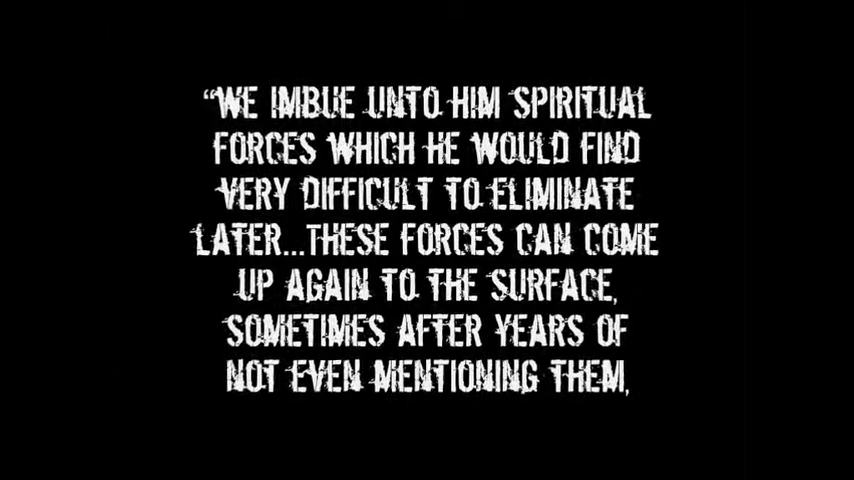 “WE IMBUE UNTO HIM SPIRITUAL
FORCES WHICH HE WOULD FIND
VERY DIFFICULT TO ELIMINATE
LATER...THESE FORCES CAN COME
UP AGAIN TO THE SURFACE,
SOMETIMES AFTER YEARS OF
NOT EVEN MENTIONING THEM,